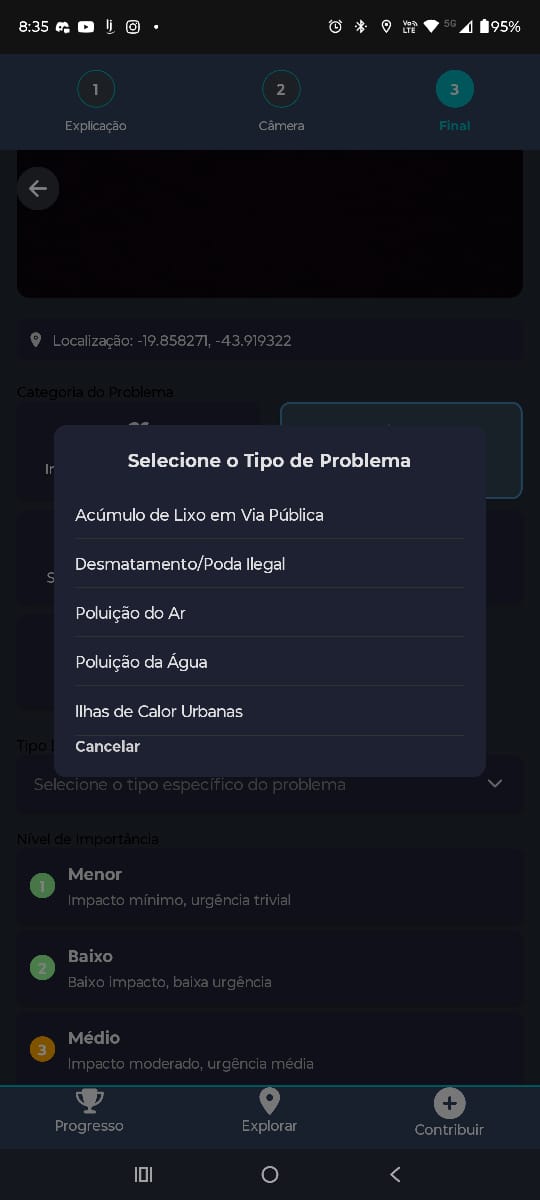 8:35
Vo)) LTE 5G 95%
1 2 3
Explicação Câmera Final
Localização: -19.858271, -43.919322
Categoria do Problema
Selecione o Tipo de Problema
Acúmulo de Lixo em Via Pública
Desmatamento/Poda Ilegal
Poluição do Ar
Poluição da Água
Ilhas de Calor Urbanas
Cancelar
Tipo
Selecione o tipo específico do problema
Nível de Importância
1 Menor
Impacto mínimo, urgência trivial
2 Baixo
Baixo impacto, baixa urgência
3 Médio
Impacto moderado, urgência média
Progresso Explorar Contribuir